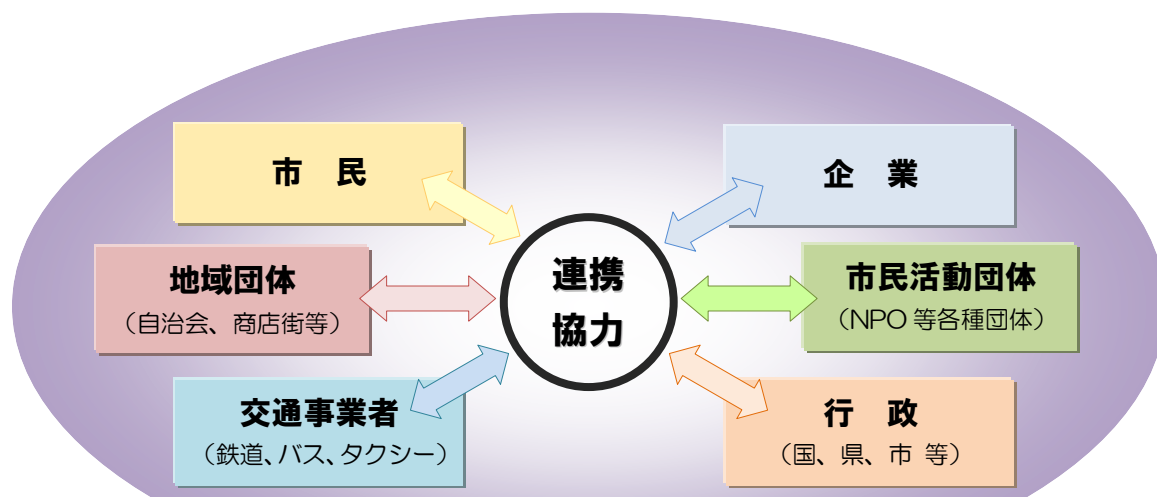 市　民
企　業
連携
協力
地域団体
（自治会、商店街等）
市民活動団体
（NPO 等各種団体）
交通事業者
（鉄道、バス、タクシー）
行　政
（国、県、市 等）